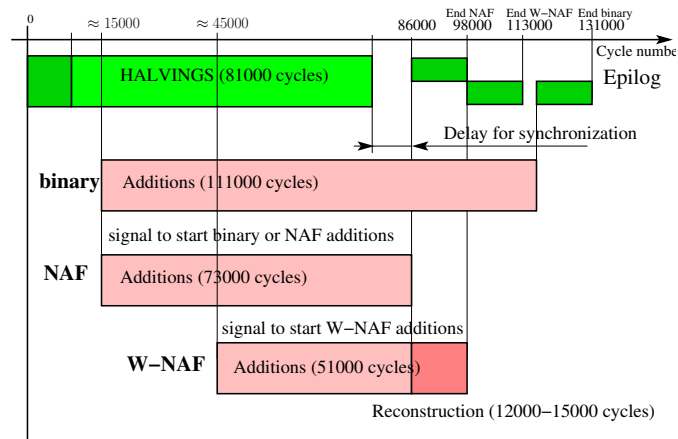 End NAF End W−NAF End binary
0 ≈ 15000 ≈ 45000 86000 98000 113000 131000
Cycle numbe
HALVINGS (81000 cycles)
Epilog
Delay for synchronization
binary Additions (111000 cycles)
signal to start binary or NAF additions
NAF Additions (73000 cycles)
signal to start W−NAF additions
W−NAF Additions (51000 cycles)
Reconstruction (12000−15000 cycles)